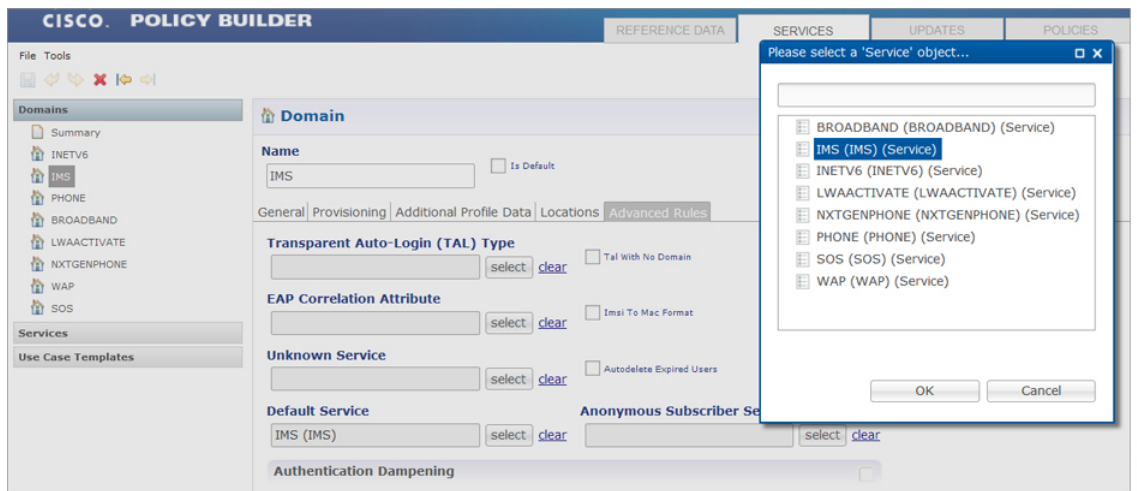 CISCO. POLICY BUILDER
REFERENCE DATA SERVICES UPDATES POLICIES
File Tools
Domains
Summary
INETV6
IMS
PHONE
BROADBAND
LWAACTIVATE
NXTGENPHONE
WAP
SOS
Services
Use Case Templates
Domain
Name
IMS
Is Default
General Provisioning Additional Profile Data Locations Advanced Rules
Transparent Auto-Login (TAL) Type
select clear
Tal With No Domain
EAP Correlation Attribute
select clear
Imsi To Mac Format
Unknown Service
select clear
Autodelete Expired Users
Default Service
IMS (IMS) select clear
Anonymous Subscriber Se
select clear
Authentication Dampening
Please select a 'Service' object...
BROADBAND (BROADBAND) (Service)
IMS (IMS) (Service)
INETV6 (INETV6) (Service)
LWAACTIVATE (LWAACTIVATE) (Service)
NXTGENPHONE (NXTGENPHONE) (Service)
PHONE (PHONE) (Service)
SOS (SOS) (Service)
WAP (WAP) (Service)
OK Cancel